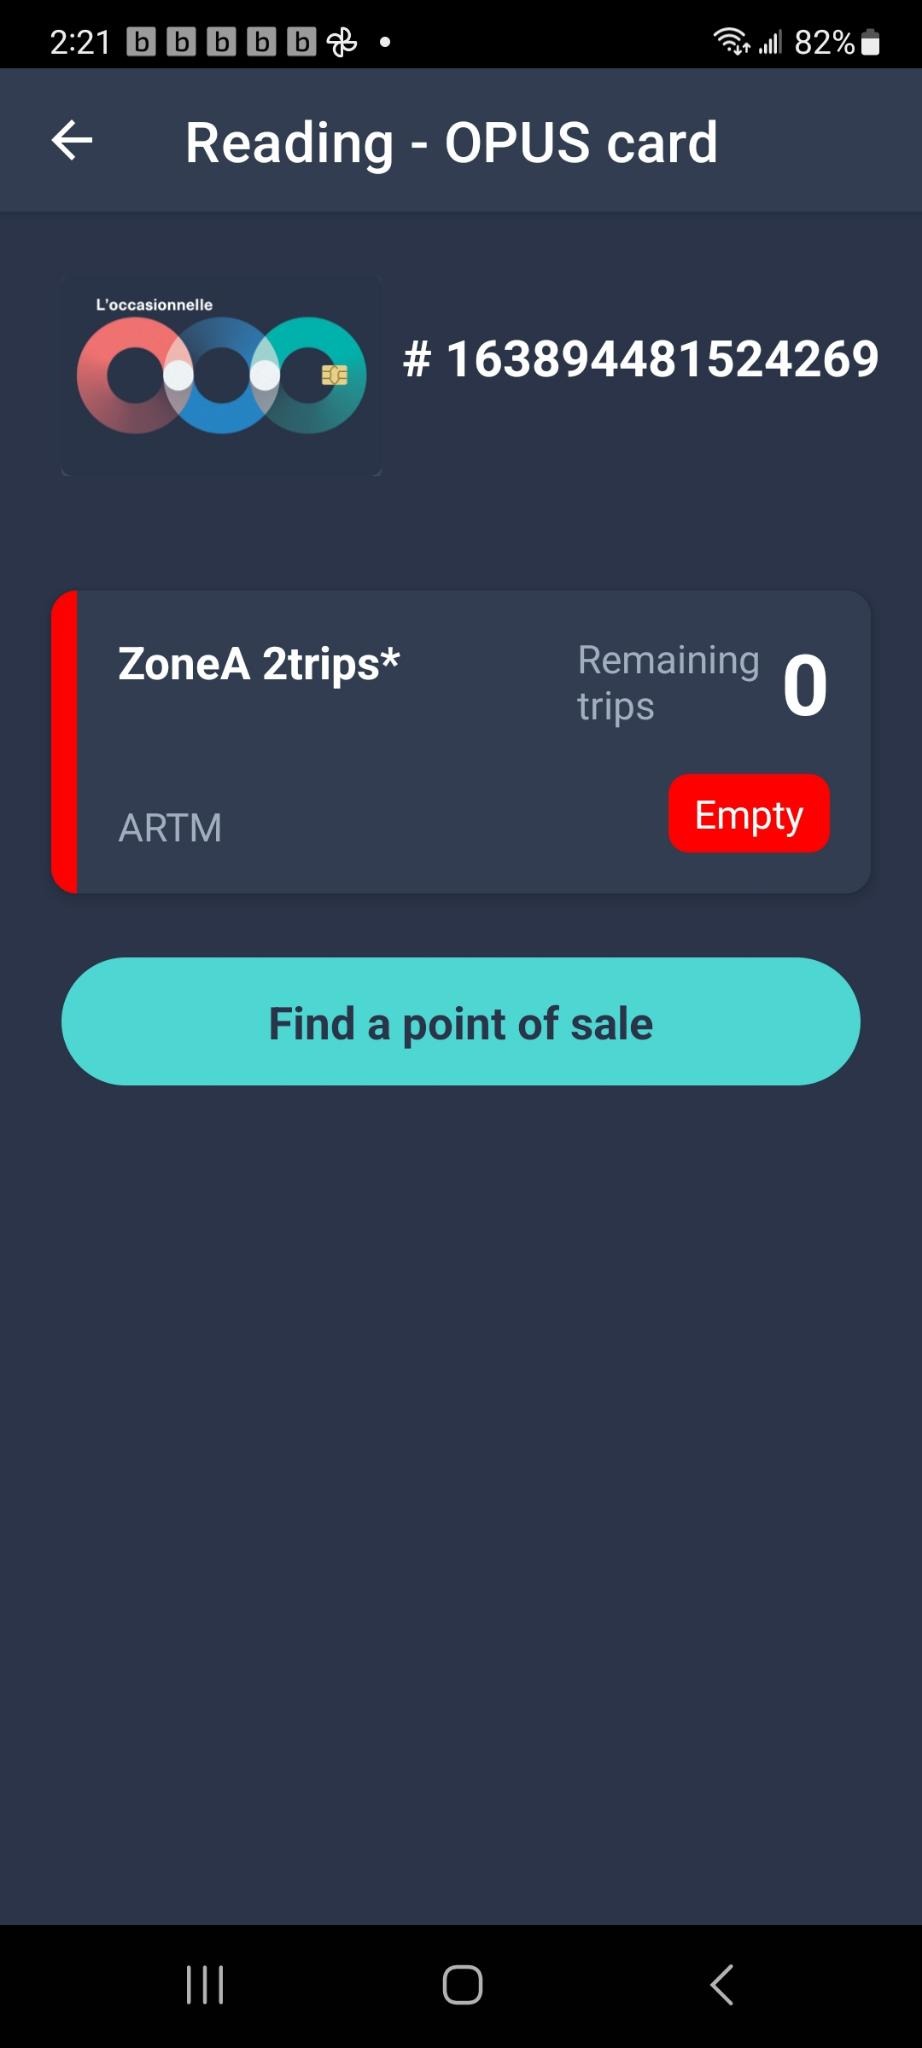 2:21 b b b b b 82%
Reading - OPUS card
L'occasionnelle
# 163894481524269
ZoneA 2trips*
Remaining
trips
0
ARTM
Empty
Find a point of sale